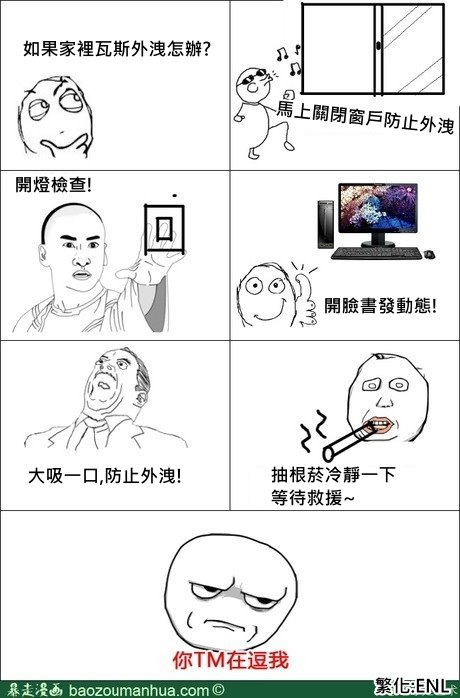 如果家裡瓦斯外洩怎辦?
馬上關閉窗戶防止外洩
開燈檢查!
開臉書發動態!
大吸一口,防止外洩!
抽根菸冷靜一下
等待救援~
你TM在逗我
暴走漫画 baozoumanhua.com ©
繁化:ENL